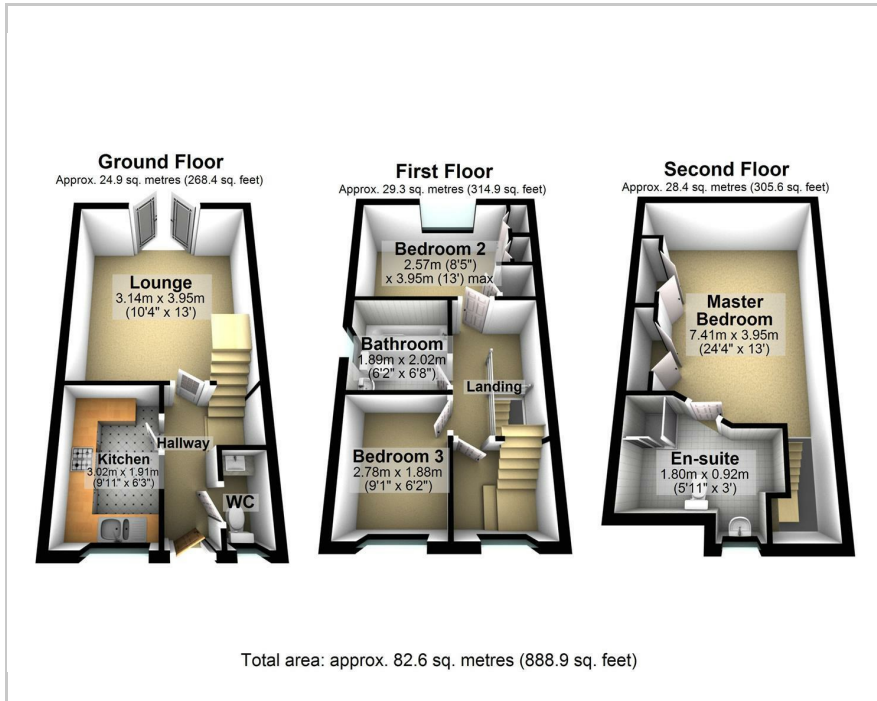 Ground Floor
Approx. 24.9 sq. metres (268.4 sq. feet)
Lounge
3.14m x 3.95m
(10'4" x 13')
Kitchen
3.02m x 1.91m
(9'11" x 6'3")
Hallway
WC
First Floor
Approx. 29.3 sq. metres (314.9 sq. feet)
Bedroom 2
2.57m (8'5")
x 3.95m (13') max
Bathroom
1.89m x 2.02m
(6'2" x 6'8")
Landing
Bedroom 3
2.78m x 1.88m
(9'1" x 6'2")
Second Floor
Approx. 28.4 sq. metres (305.6 sq. feet)
Master
Bedroom
7.41m x 3.95m
(24'4" x 13')
En-suite
1.80m x 0.92m
(5'11" x 3')
Total area: approx. 82.6 sq. metres (888.9 sq. feet)